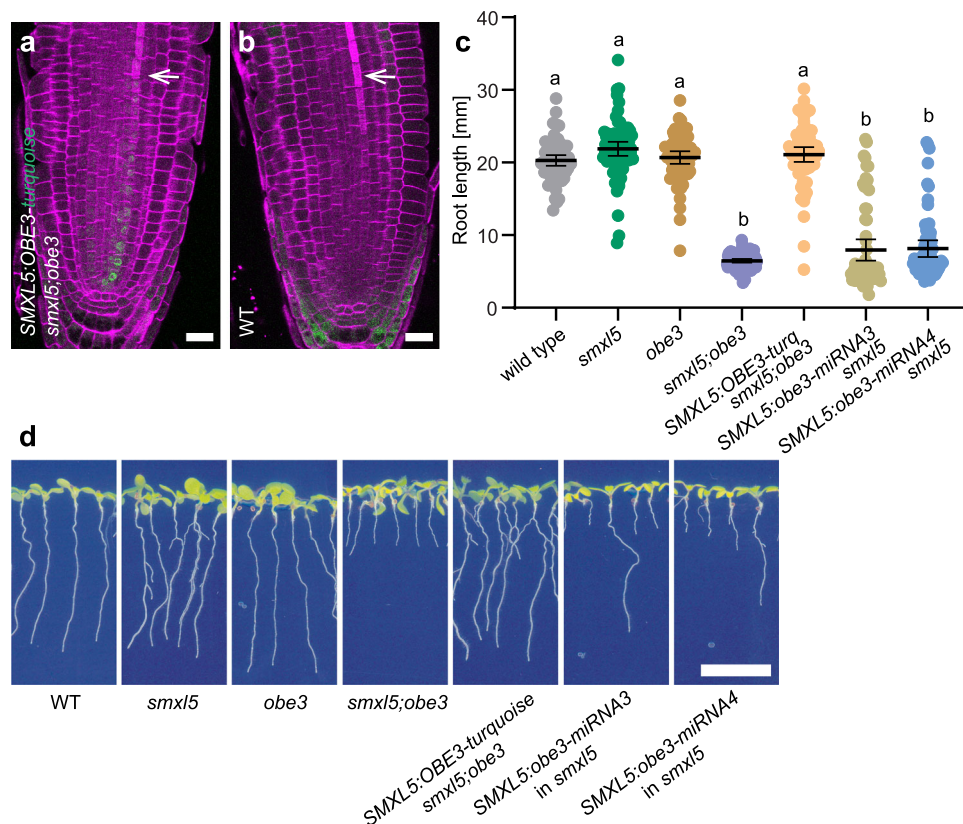 a
SMXL5:OBE3-turquoise
smxl5;obe3
b
WT
c
Root length [mm]
40
30
20
10
0
a
a
a
b
a
b
b
wild type
smxl5
obe3
smxl5;obe3
SMXL5:OBE3-turq
smxl5;obe3
SMXL5:obe3-miRNA3
smxl5
SMXL5:obe3-miRNA4
smxl5
d
WT
smxl5
obe3
smxl5;obe3
SMXL5:OBE3-turquoise
smxl5;obe3
SMXL5:obe3-miRNA3
in smxl5
SMXL5:obe3-miRNA4
in smxl5